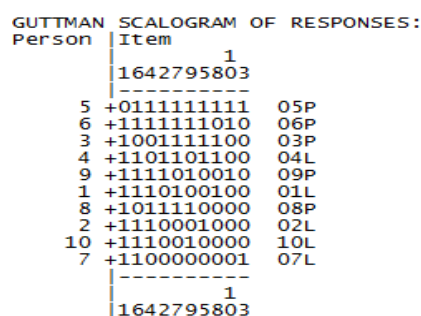 GUTTMAN SCALOGRAM OF RESPONSES:
Person |Item
|         1
|1642795803
|----------
5 +0111111111  05P
6 +1111111010  06P
3 +1001111100  03P
4 +1101101100  04L
9 +1111010010  09P
1 +1110100100  01L
8 +1011110000  08P
2 +1110001000  02L
10 +1110010000  10L
7 +1100000001  07L
|----------
|         1
|1642795803